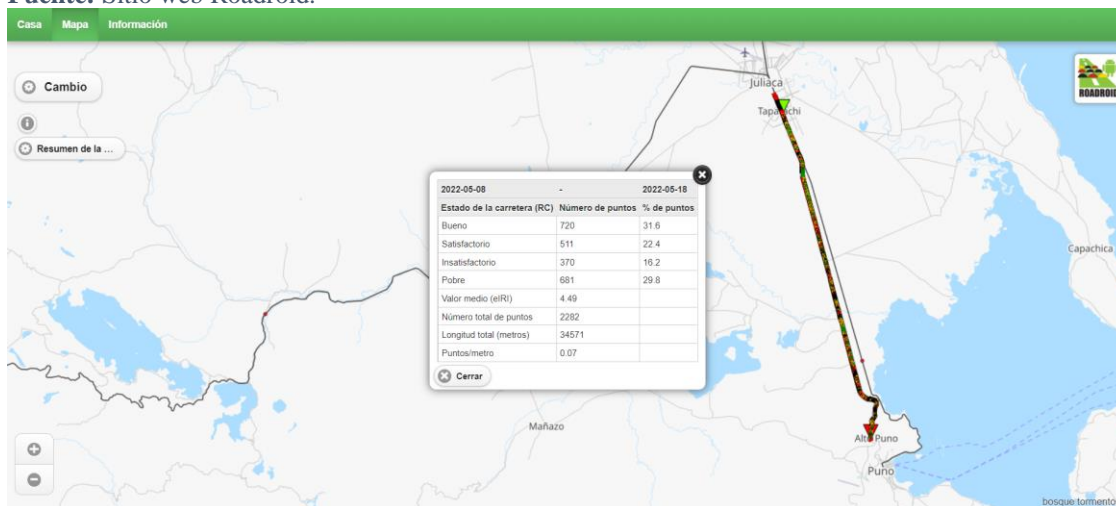 Fuente: Sitio web Roadroid.
Casa Mapa Información
Cambio
Resumen de la ...
Juliaca
ROADROID
2022-05-08 - 2022-05-18
Estado de la carretera (RC) Número de puntos % de puntos
Bueno 720 31.6
Satisfactorio 511 22.4
Insatisfactorio 370 16.2
Pobre 681 29.8
Valor medio (eIRI) 4.49
Número total de puntos 2282
Longitud total (metros) 34571
Puntos/metro 0.07
Cerrar
Capachica
Mañazo
Alto Puno
Puno
bosque tormento